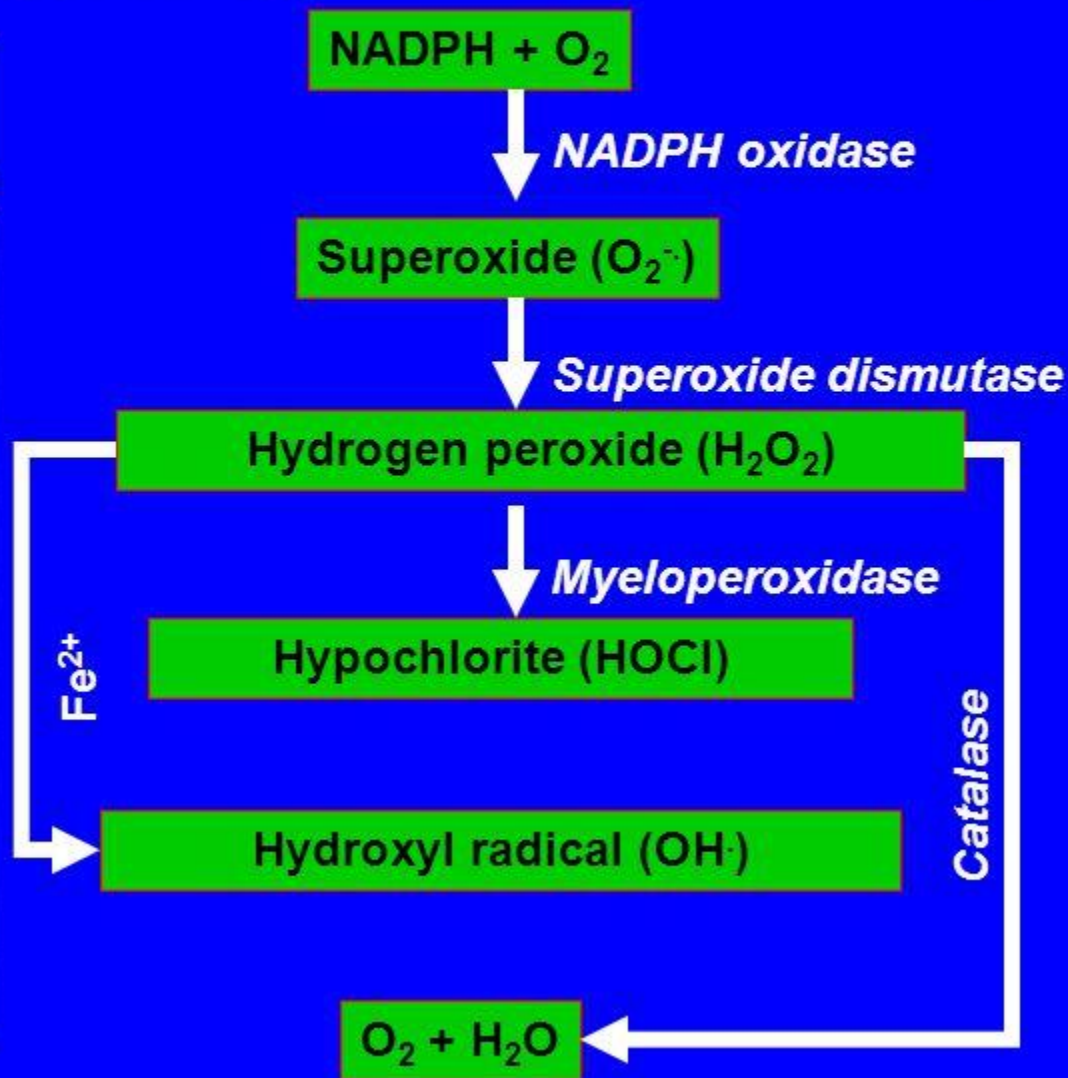 NADPH + O₂
NADPH oxidase
Superoxide (O₂⁻·)
Superoxide dismutase
Hydrogen peroxide (H₂O₂)
Myeloperoxidase
Hypochlorite (HOCl)
Fe²⁺
Catalase
Hydroxyl radical (OH·)
O₂ + H₂O